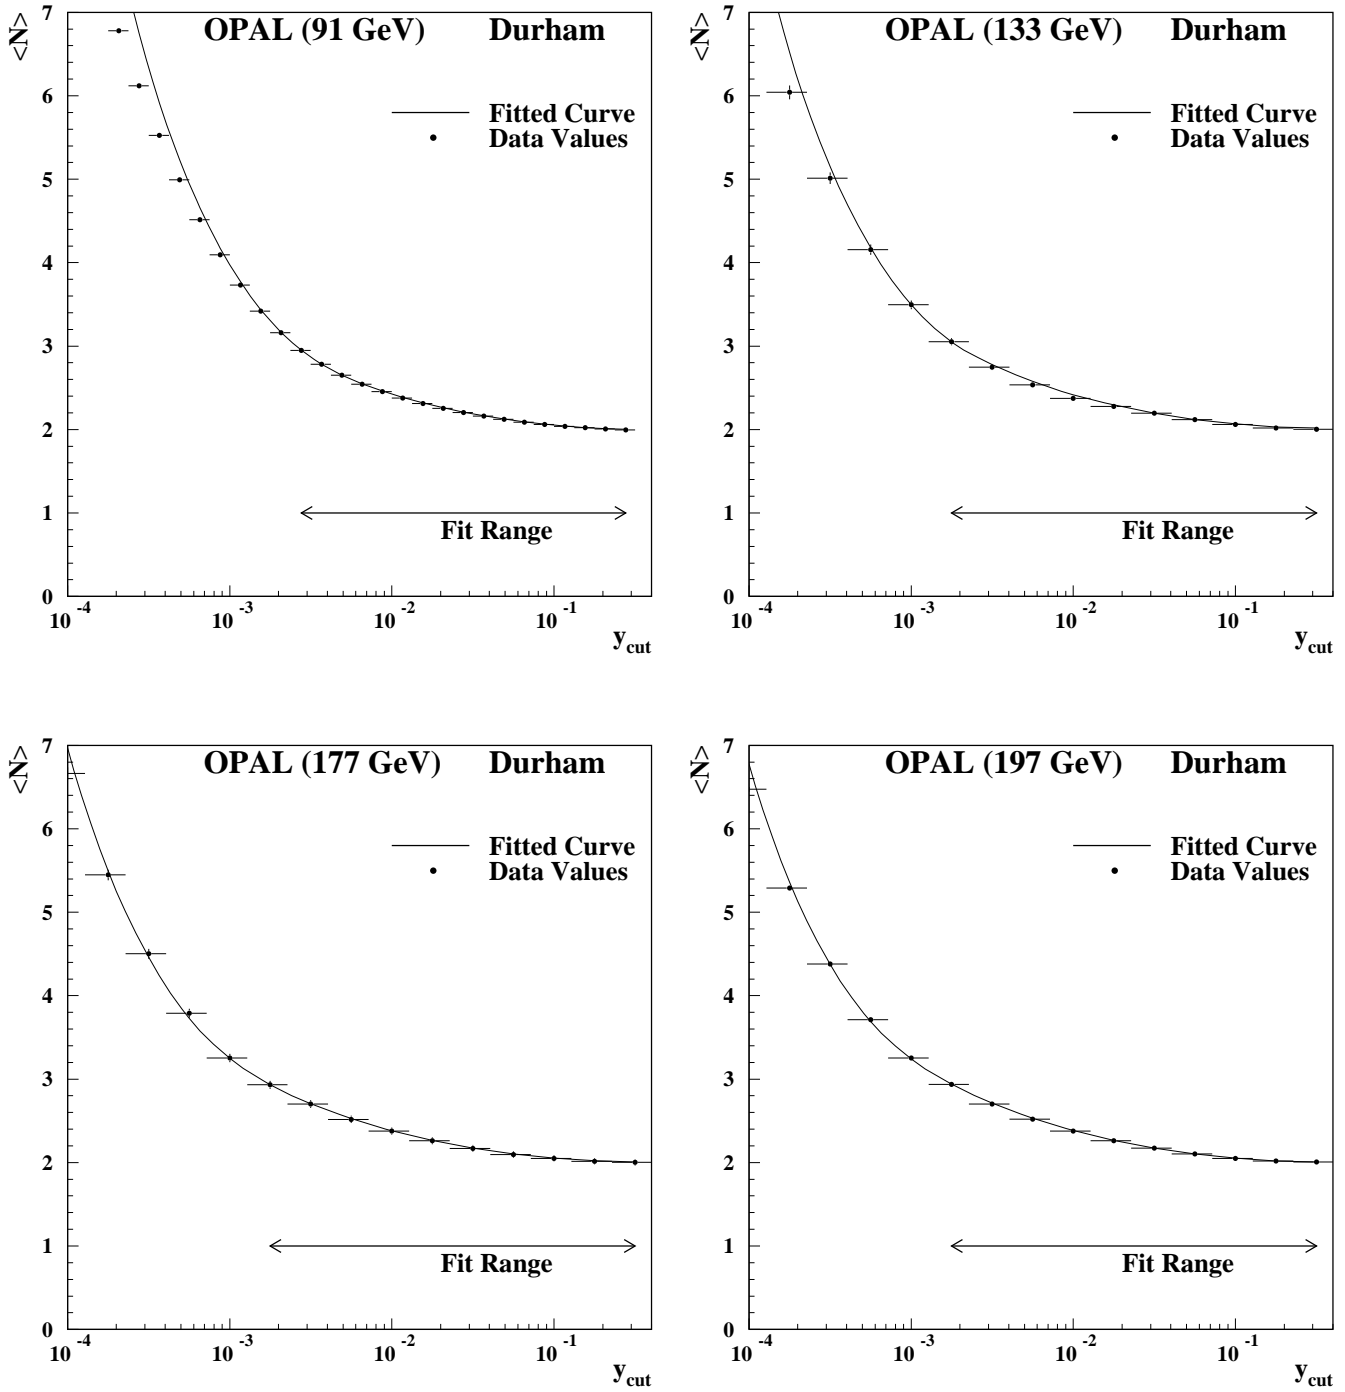 OPAL (91 GeV) Durham
<N>
Fitted Curve
Data Values
Fit Range
7
6
5
4
3
2
1
0
10^-4 10^-3 10^-2 10^-1
y_cut
OPAL (133 GeV) Durham
<N>
Fitted Curve
Data Values
Fit Range
7
6
5
4
3
2
1
0
10^-4 10^-3 10^-2 10^-1
y_cut
OPAL (177 GeV) Durham
<N>
Fitted Curve
Data Values
Fit Range
7
6
5
4
3
2
1
0
10^-4 10^-3 10^-2 10^-1
y_cut
OPAL (197 GeV) Durham
<N>
Fitted Curve
Data Values
Fit Range
7
6
5
4
3
2
1
0
10^-4 10^-3 10^-2 10^-1
y_cut